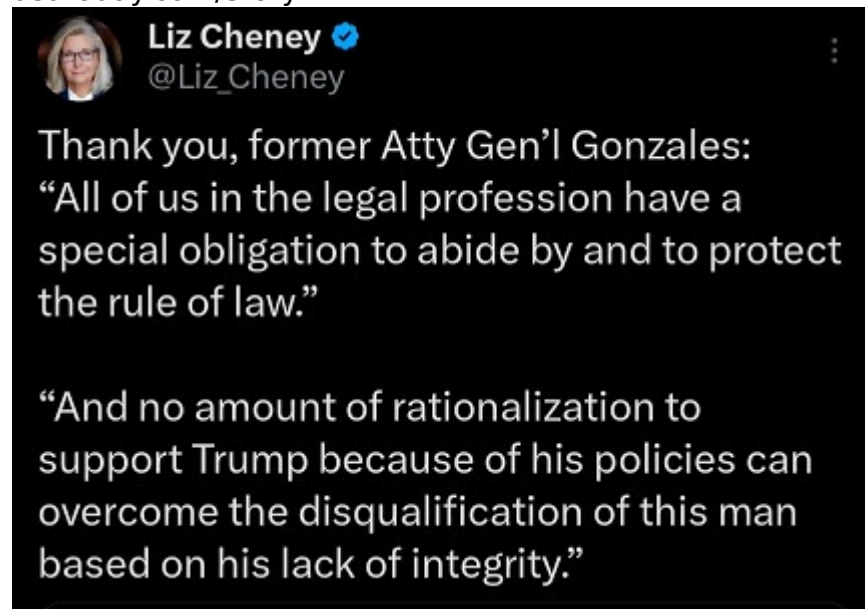 Liz Cheney
@Liz_Cheney
Thank you, former Atty Gen’l Gonzales:
“All of us in the legal profession have a
special obligation to abide by and to protect
the rule of law.”
“And no amount of rationalization to
support Trump because of his policies can
overcome the disqualification of this man
based on his lack of integrity.”